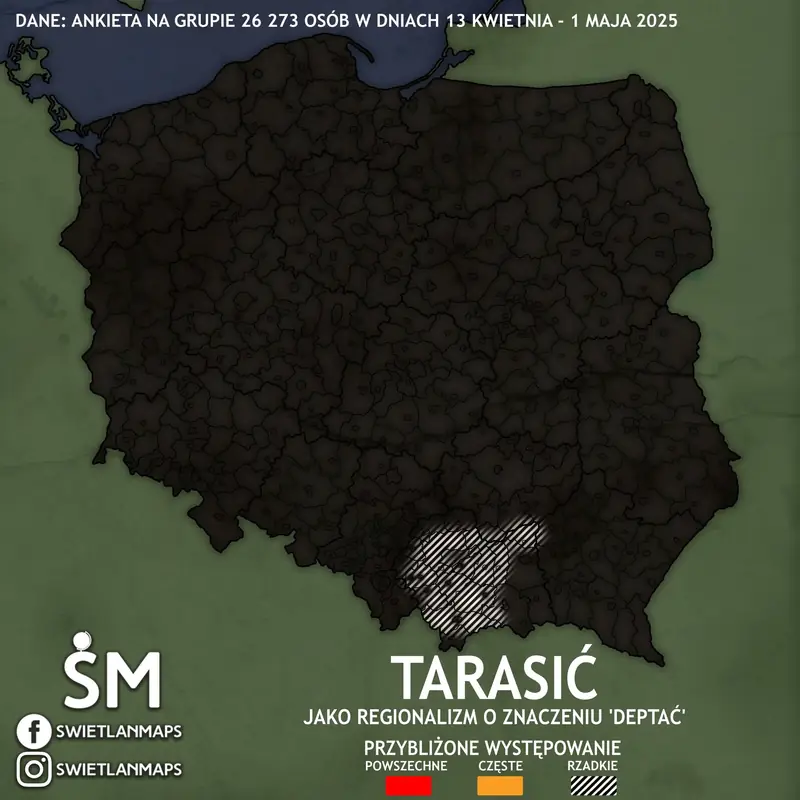 DANE: ANKIETA NA GRUPIE 26 273 OSÓB W DNIACH 13 KWIETNIA - 1 MAJA 2025
ŚM
SWIETLANMAPS
SWIETLANMAPS
TARASIĆ
JAKO REGIONALIZM O ZNACZENIU 'DEPTAĆ'
PRZYBLIŻONE WYSTĘPOWANIE
POWSZECHNE CZĘSTE RZADKIE